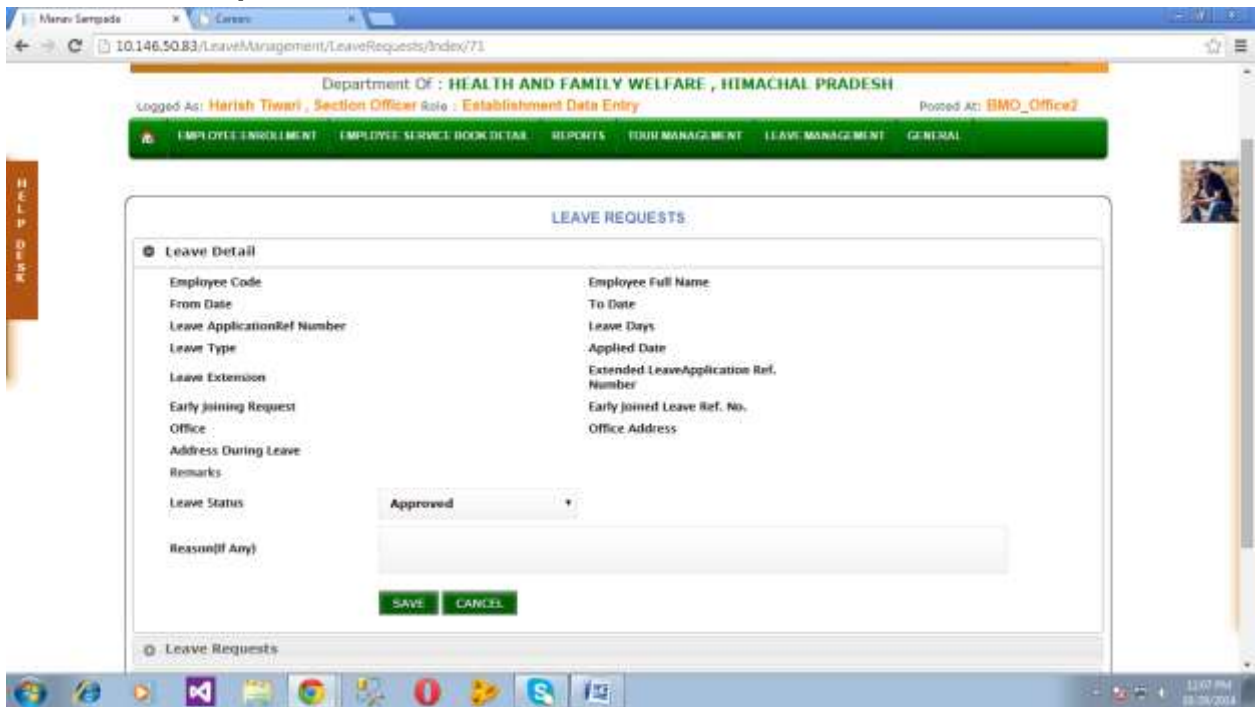 Manav Sampada
Careers
10.146.50.83/LeaveManagement/LeaveRequests/Index/71
Department Of : HEALTH AND FAMILY WELFARE , HIMACHAL PRADESH
Logged As: Harish Tiwari , Section Officer Role : Establishment Data Entry
Posted At: BMO_Office2
EMPLOYEE ENROLLMENT EMPLOYEE SERVICE BOOK DETAIL REPORTS TOUR MANAGEMENT LEAVE MANAGEMENT GENERAL
HELP DESK
LEAVE REQUESTS
Leave Detail
Employee Code Employee Full Name
From Date To Date
Leave ApplicationRef Number Leave Days
Leave Type Applied Date
Leave Extension Extended LeaveApplication Ref.
Number
Early Joining Request Early Joined Leave Ref. No.
Office Office Address
Address During Leave
Remarks
Leave Status Approved
Reason(If Any)
SAVE CANCEL
Leave Requests